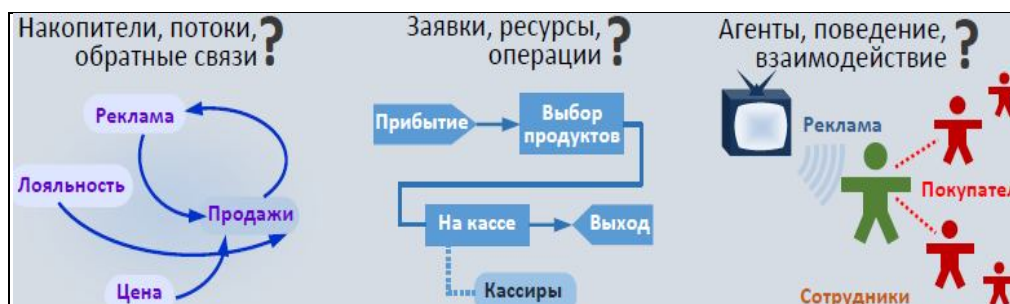 Накопители, потоки,
обратные связи ?
Реклама
Лояльность
Продажи
Цена
Заявки, ресурсы,
операции ?
Прибытие
Выбор
продуктов
На кассе
Выход
Кассиры
Агенты, поведение,
взаимодействие ?
Реклама
Покупател
Сотрудники